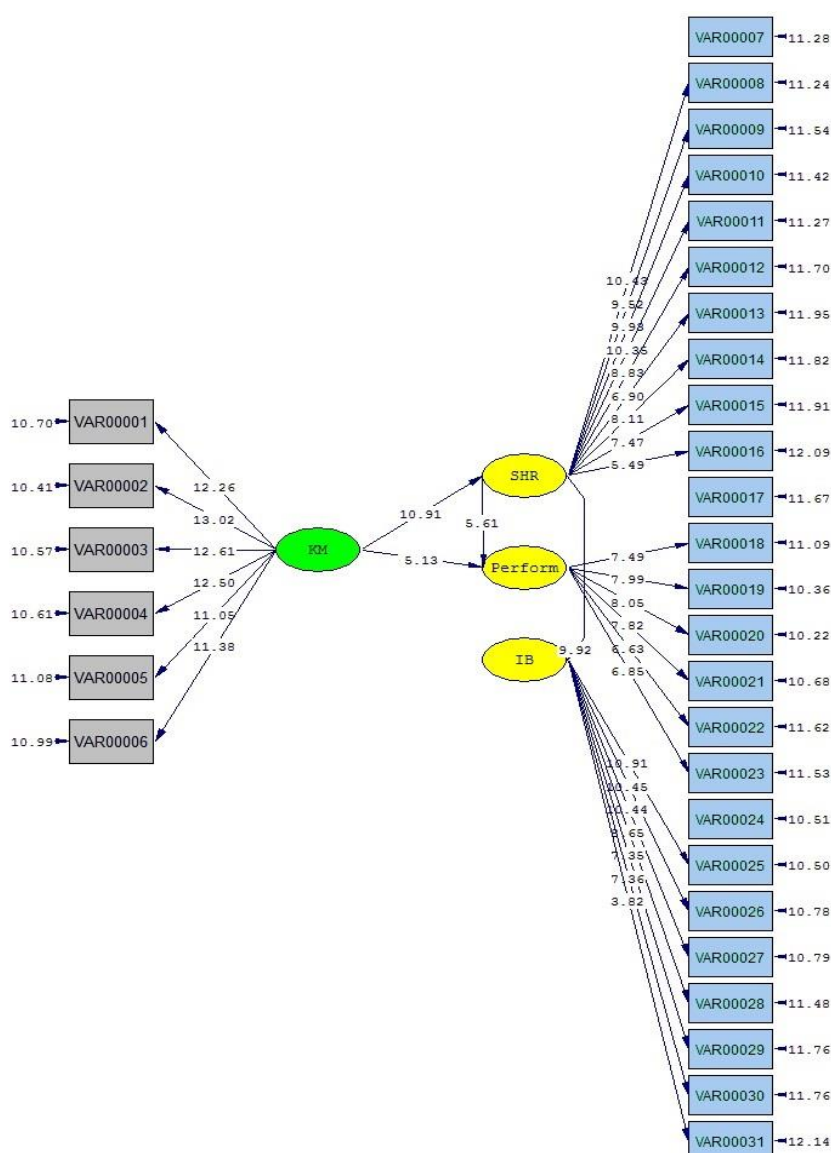 VAR00007 11.28
VAR00008 11.24
VAR00009 11.54
VAR00010 11.42
VAR00011 11.27
VAR00012 11.70
VAR00013 11.95
VAR00014 11.82
VAR00015 11.91
VAR00016 12.09
VAR00017 11.67
VAR00018 11.09
VAR00019 10.36
VAR00020 10.22
VAR00021 10.68
VAR00022 11.62
VAR00023 11.53
VAR00024 10.51
VAR00025 10.50
VAR00026 10.78
VAR00027 10.79
VAR00028 11.48
VAR00029 11.76
VAR00030 11.76
VAR00031 12.14
10.43
9.52
9.93
10.35
8.83
6.90
8.11
7.47
5.49
10.70 VAR00001
10.41 VAR00002
10.57 VAR00003
10.61 VAR00004
11.08 VAR00005
10.99 VAR00006
12.26
13.02
12.61
12.50
11.05
11.38
KM
10.91
5.13
SHR
5.61
Perform
IB
9.92
7.49
7.99
8.05
7.82
6.63
6.85
10.91
10.45
10.44
7.35
7.36
3.82